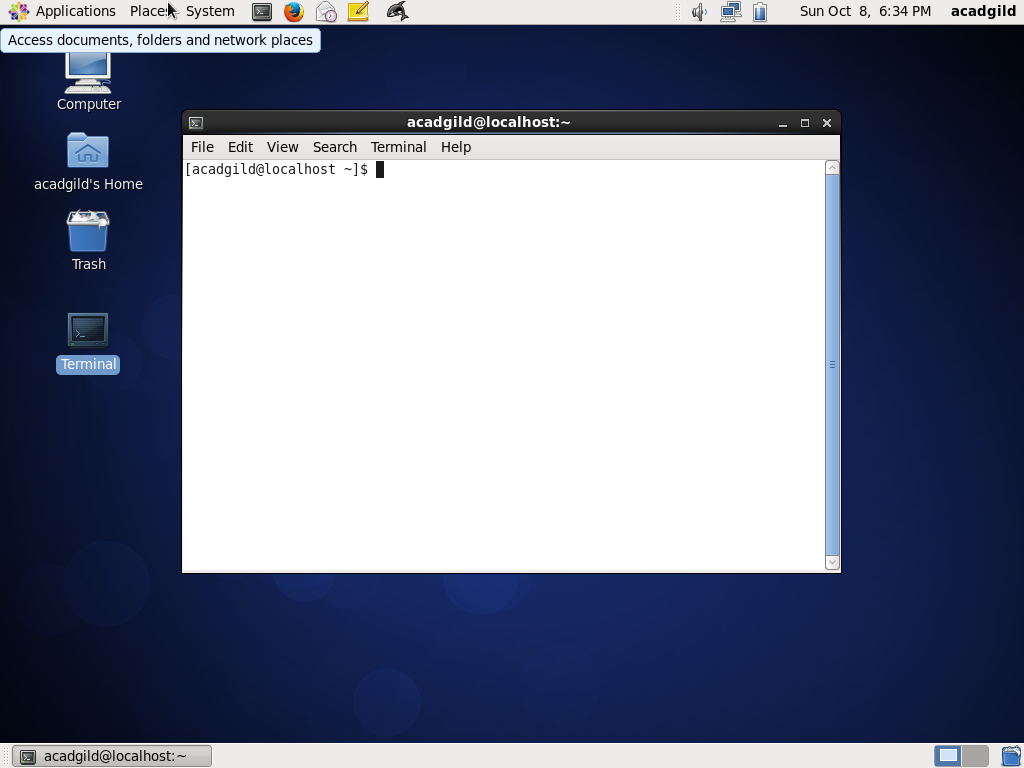 Applications Places System Sun Oct 8, 6:34 PM acadgild
Access documents, folders and network places
Computer
acadgild's Home
Trash
Terminal
acadgild@localhost:~
File Edit View Search Terminal Help
[acadgild@localhost ~]$
acadgild@localhost:~